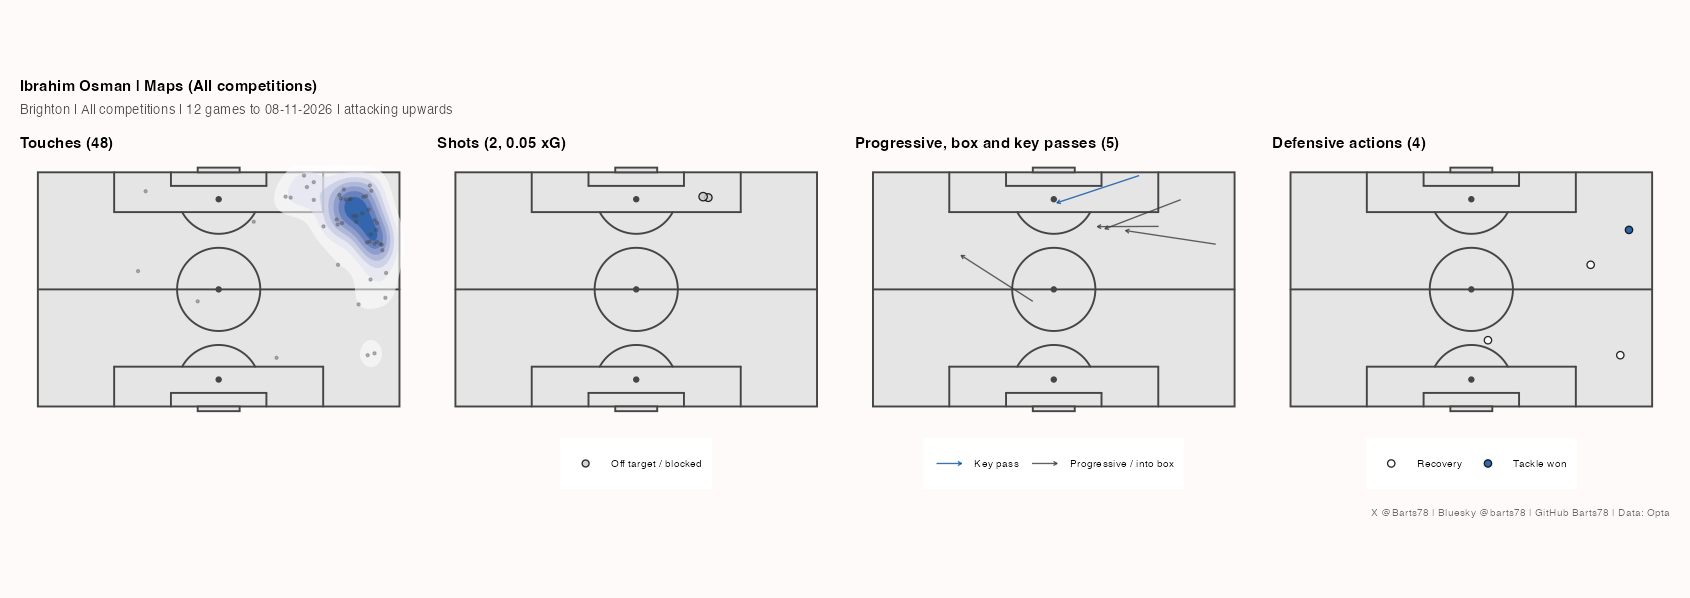 Ibrahim Osman | Maps (All competitions)
Brighton | All competitions | 12 games to 08-11-2026 | attacking upwards
Touches (48)
Shots (2, 0.05 xG)
Progressive, box and key passes (5)
Defensive actions (4)
Off target / blocked
Key pass
Progressive / into box
Recovery
Tackle won
X @Barts78 | Bluesky @barts78 | GitHub Barts78 | Data: Opta